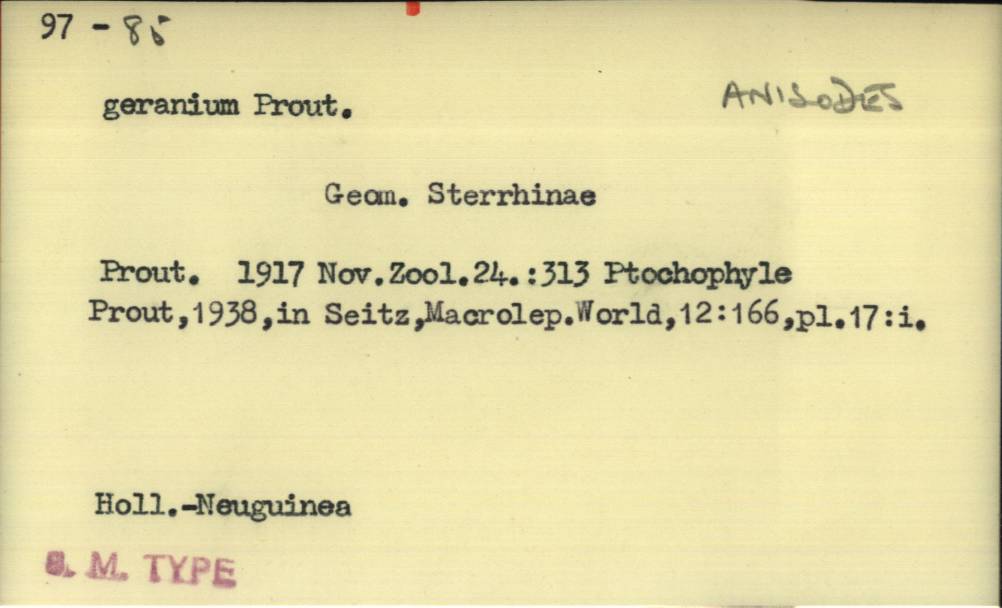 97 - 85
geranium Prout.
ANISODES
Geom. Sterrhinae
Prout. 1917 Nov.Zool.24.:313 Ptochophyle
Prout,1938,in Seitz,Macrolep.World,12:166,pl.17:i.
Holl.-Neuguinea
B. M. TYPE